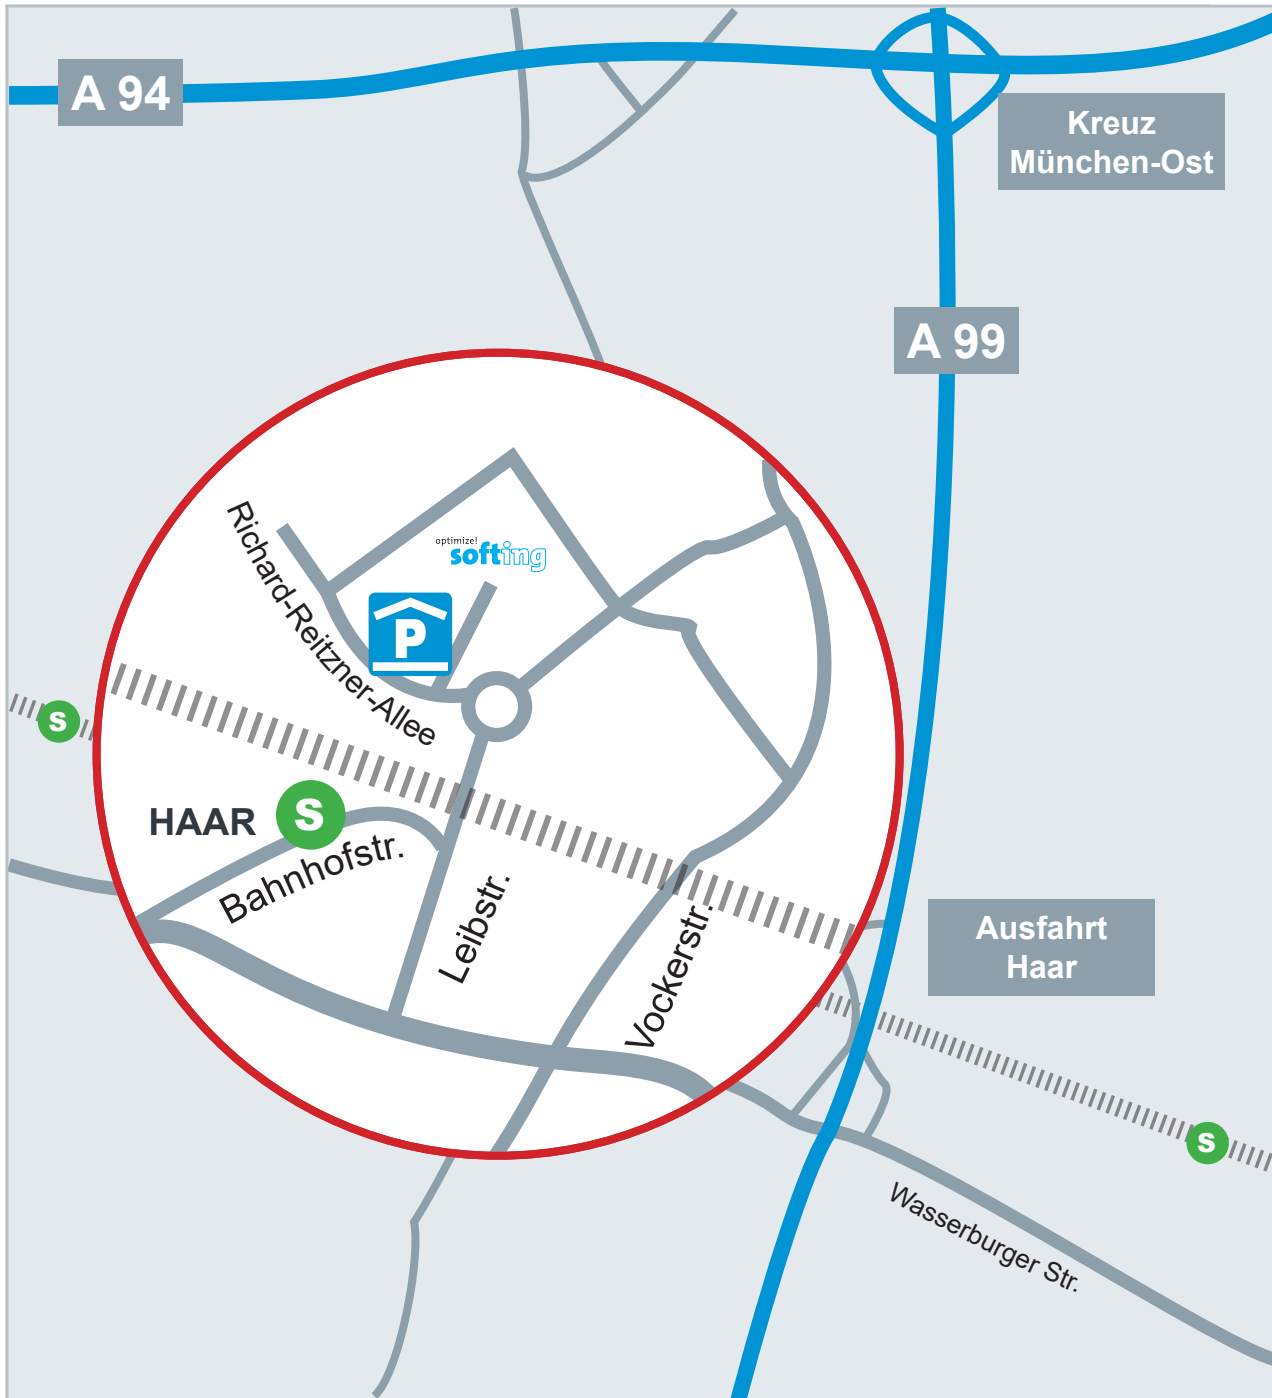 A 94
Kreuz
München-Ost
A 99
Richard-Reitzner-Allee
optimize!
softing
P
S
HAAR
S
Bahnhofstr.
Leibstr.
Vockerstr.
Ausfahrt
Haar
S
Wasserburger Str.